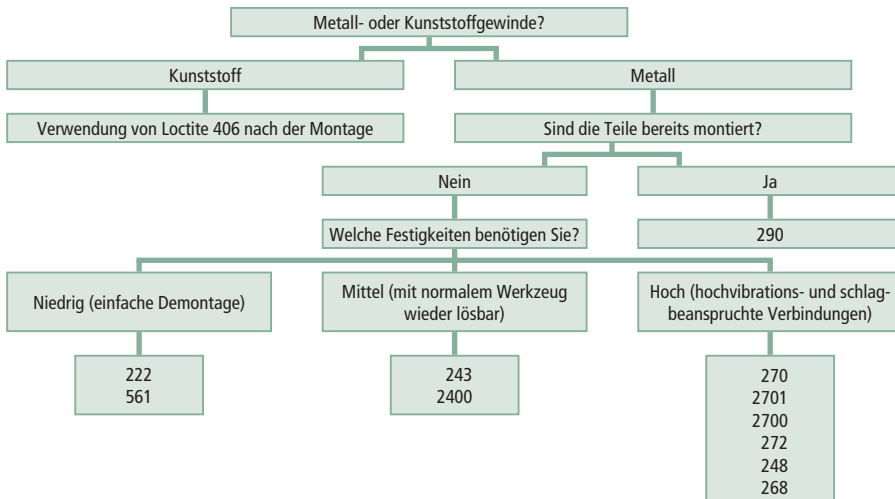 Metall- oder Kunststoffgewinde?
Kunststoff
Metall
Verwendung von Loctite 406 nach der Montage
Sind die Teile bereits montiert?
Nein
Ja
Welche Festigkeiten benötigen Sie?
290
Niedrig (einfache Demontage)
Mittel (mit normalem Werkzeug
wieder lösbar)
Hoch (hochvibrations- und schlag-
beanspruchte Verbindungen)
222
561
243
2400
270
2701
2700
272
248
268